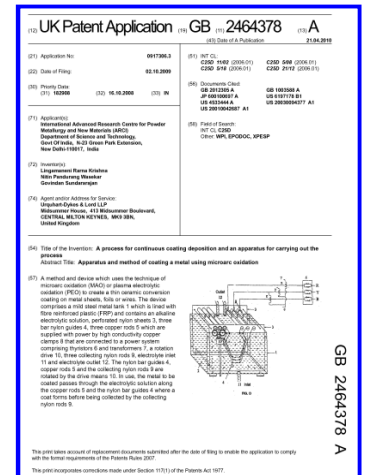 (12) UK Patent Application (19) GB (11) 2464378 (13) A
(43) Date of A Publication 21.04.2010
(21) Application No: 0917306.3
(22) Date of Filing: 02.10.2009
(30) Priority Data:
(31) 162908 (32) 16.10.2008 (33) IN
(71) Applicant(s)
International Advanced Research Centre for Powder
Metallurgy and New Materials (ARCI)
Department of Science and Technology,
Govt Of India, N-23 Green Park Extension,
New Delhi-110017, India
(72) Inventor(s)
Lingamaneni Rama Krishna
Nitin Pandurang Wasekar
Govindan Sundararajan
(74) Agent and/or Address for Service:
Urquhart-Dykes & Lord LLP
Midsummer House, 413 Midsummer Boulevard,
CENTRAL MILTON KEYNES, MK9 3BN,
United Kingdom
(51) INT CL:
C25D 11/02 (2006.01) C25D 5/08 (2006.01)
C25D 5/18 (2006.01) C25D 21/12 (2006.01)
(56) Documents Cited:
GB 2012305 A GB 1003568 A
US 4533444 A
(58) Field of Search:
INT CL C25D
Other: WPI, EPODOC, XPESP
(54) Title of the Invention: A process for continuous coating deposition and an apparatus for carrying out the
process
Abstract Title: Apparatus and method of coating a metal using microarc oxidation
(57) A method and device which uses the technique of
microarc oxidation (MAO) or plasma electrolytic
oxidation (PEO) to create a thin ceramic conversion
coating on metal sheets, foils or wires. The device
comprises a mild steel metal tank 1 which is lined with
fibre reinforced plastic (FRP) and contains an alkaline
electrolytic solution, perforated nylon sheets 3, three
bar nylon guides 4, three copper rods 5 which are
supplied with power by high conductivity copper
clamps 8 that are connected to a power system
comprising thyristors 6 and transformers 7, a rotation
drive 10, three collecting nylon rods 9, electrolyte inlet
11 and electrolyte outlet 12. The nylon bar guides 4,
copper rods 5 and the collecting nylon rods 9 are
rotated by the drive means 10. In use, the metal to be
coated passes through the electrolytic solution along
the copper rods 5 and the nylon bar guides 4 where a
coat forms before being collected by the collecting
nylon rods 9.
Outlet
GB 2464378 A
This print takes account of replacement documents submitted after the date of filing to enable the application to comply
with the formal requirements of the Patents Rules 2007.
This print incorporates corrections made under Section 117(1) of the Patents Act 1977.